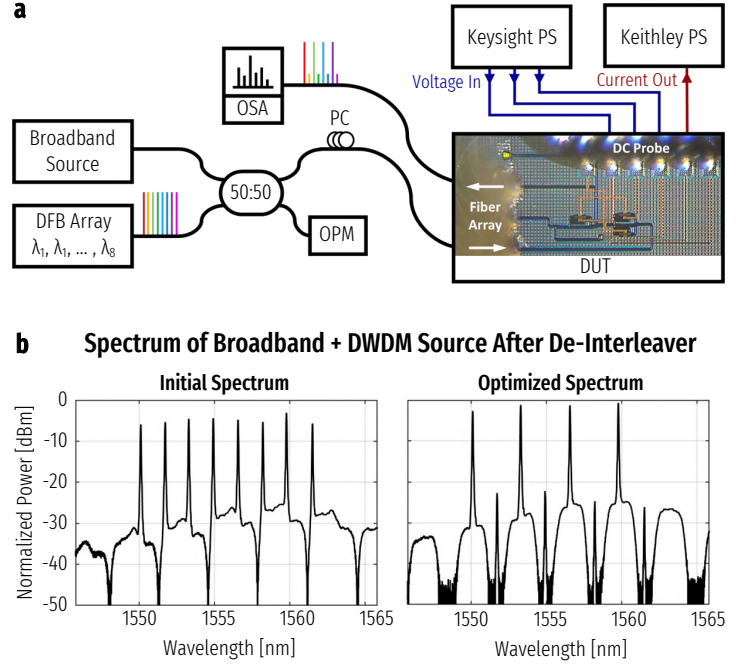 a
Keysight PS
Keithley PS
Voltage In
Current Out
OSA
PC
DC Probe
Broadband
Source
50:50
Fiber
Array
DFB Array
λ1, λ1, ... , λ8
OPM
DUT
b
Spectrum of Broadband + DWDM Source After De-Interleaver
Initial Spectrum
Optimized Spectrum
Normalized Power [dBm]
0
-10
-20
-30
-40
-50
1550
1555
1560
1565
1550
1555
1560
1565
Wavelength [nm]
Wavelength [nm]